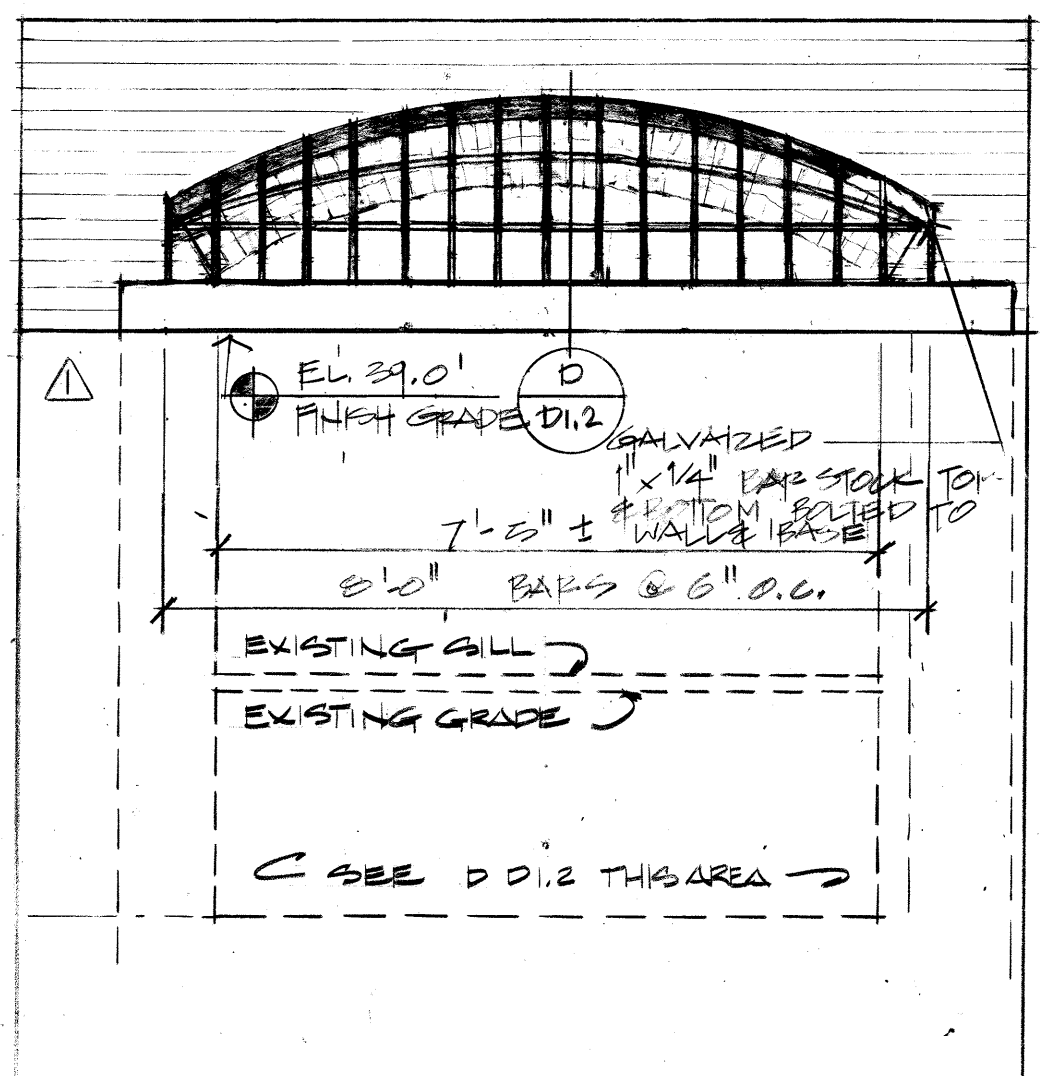 1
EL. 39.0'
FINISH GRADE
D
D1.2
GALVAIZED
1" x 1/4" BAR STOCK TOP
& BOTTOM BOLTED TO
WALL & BASE
7'-5" ±
8'-0" BARS @ 6" O.C.
EXISTING SILL
EXISTING GRADE
SEE D D1.2 THIS AREA